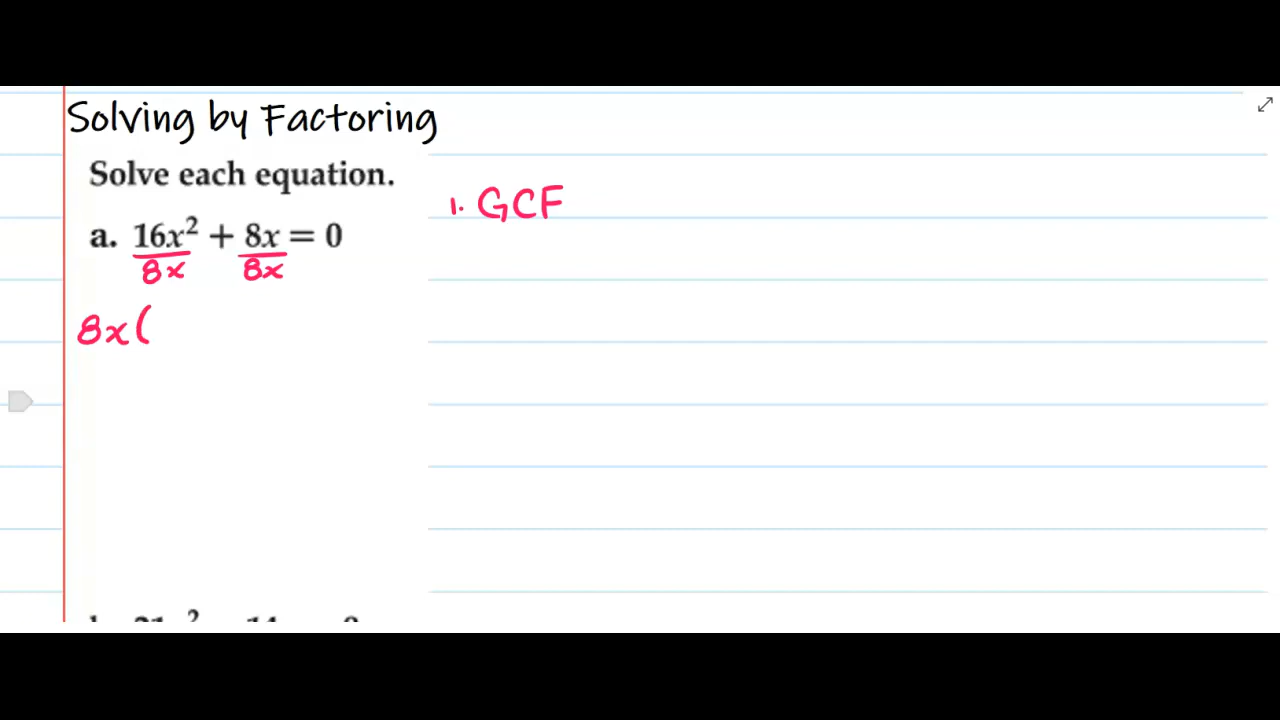 Solving by Factoring
Solve each equation.
1. GCF
a. 16x² + 8x = 0
8x 8x
8x(